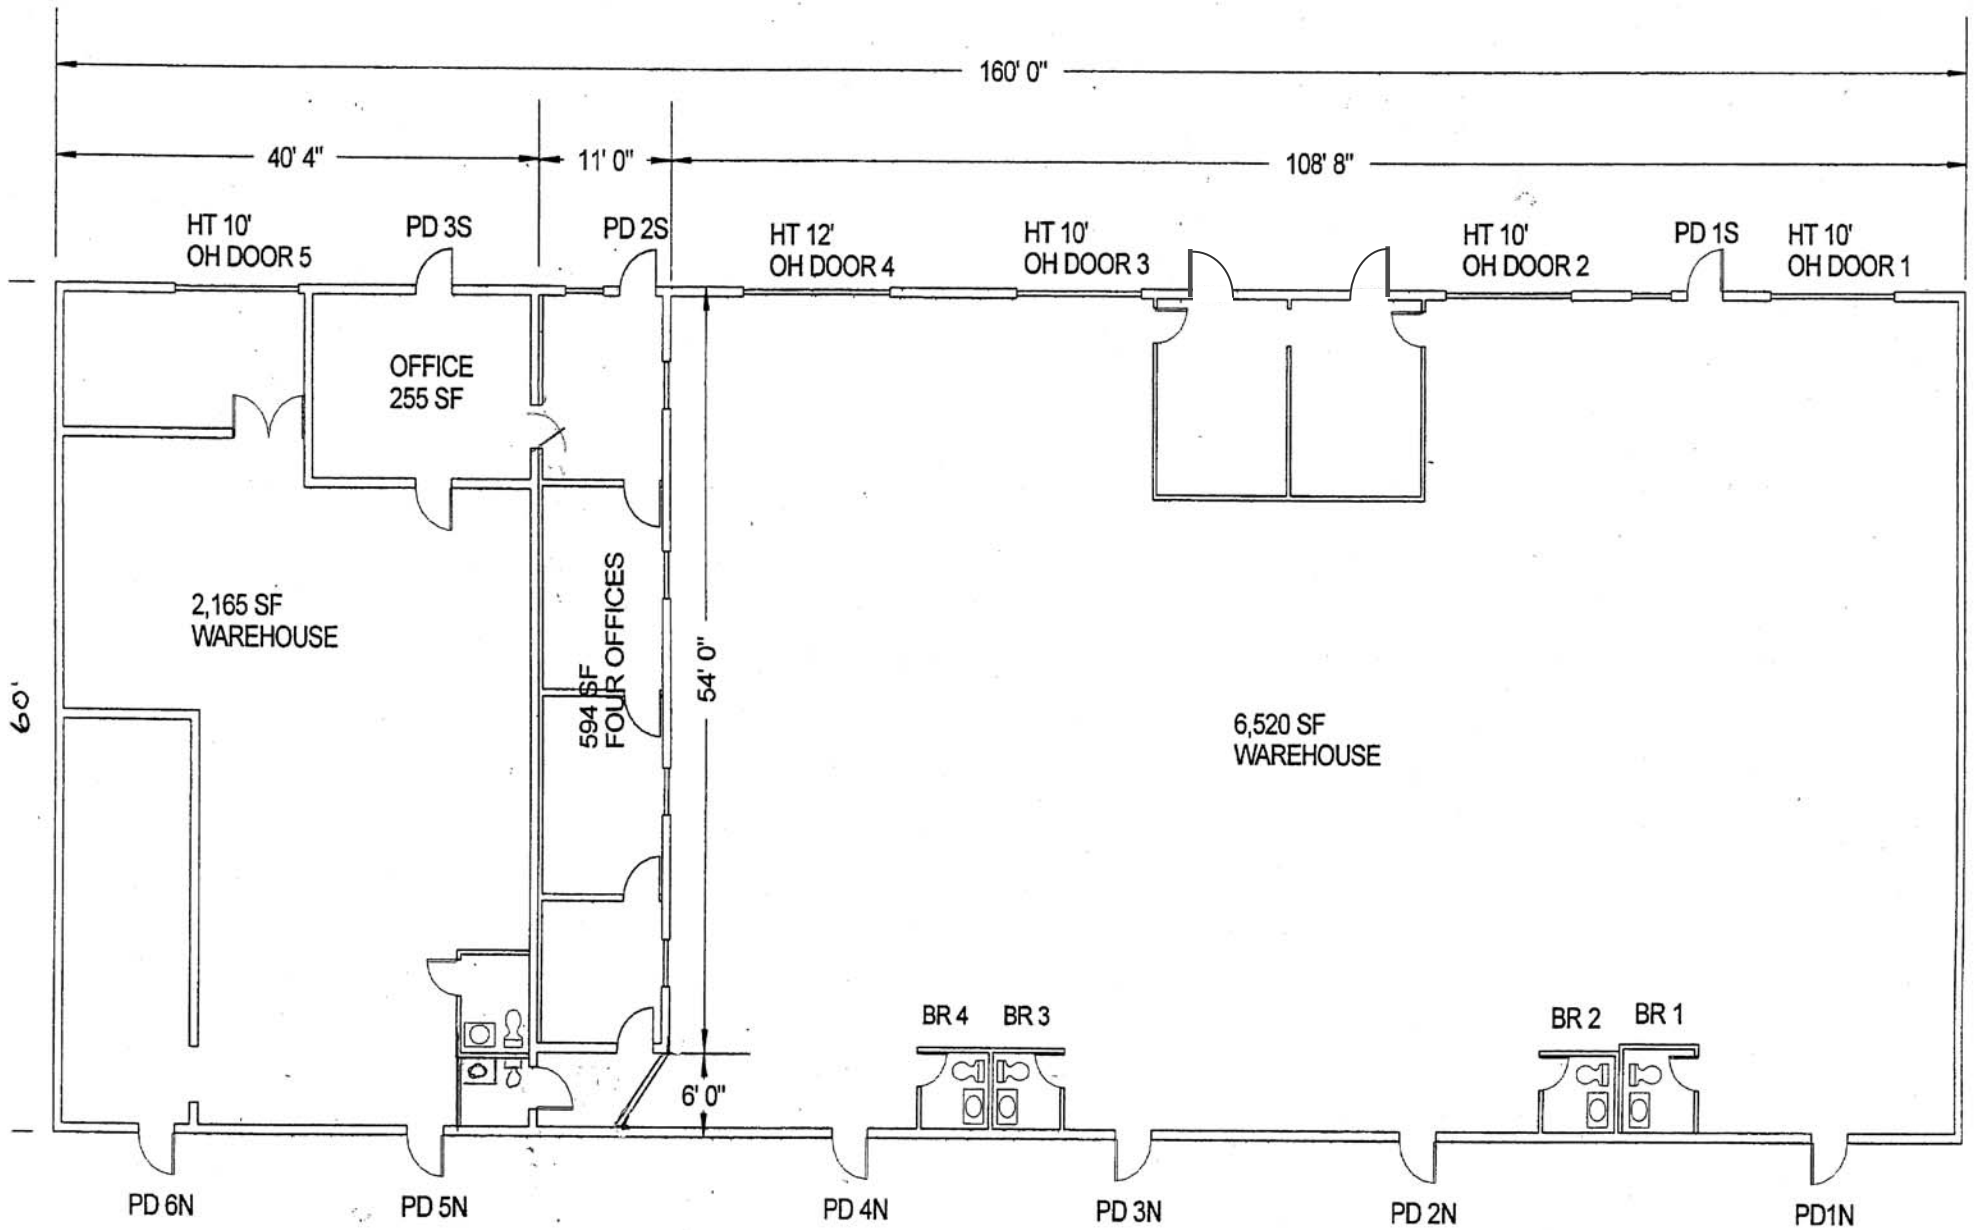 160' 0"
40' 4"
11' 0"
108' 8"
HT 10'
OH DOOR 5
PD 3S
PD 2S
HT 12'
OH DOOR 4
HT 10'
OH DOOR 3
HT 10'
OH DOOR 2
PD 1S
HT 10'
OH DOOR 1
OFFICE
255 SF
2,165 SF
WAREHOUSE
594 SF
FOUR OFFICES
54' 0"
60'
6,520 SF
WAREHOUSE
BR 4
BR 3
BR 2
BR 1
6' 0"
PD 6N
PD 5N
PD 4N
PD 3N
PD 2N
PD1N